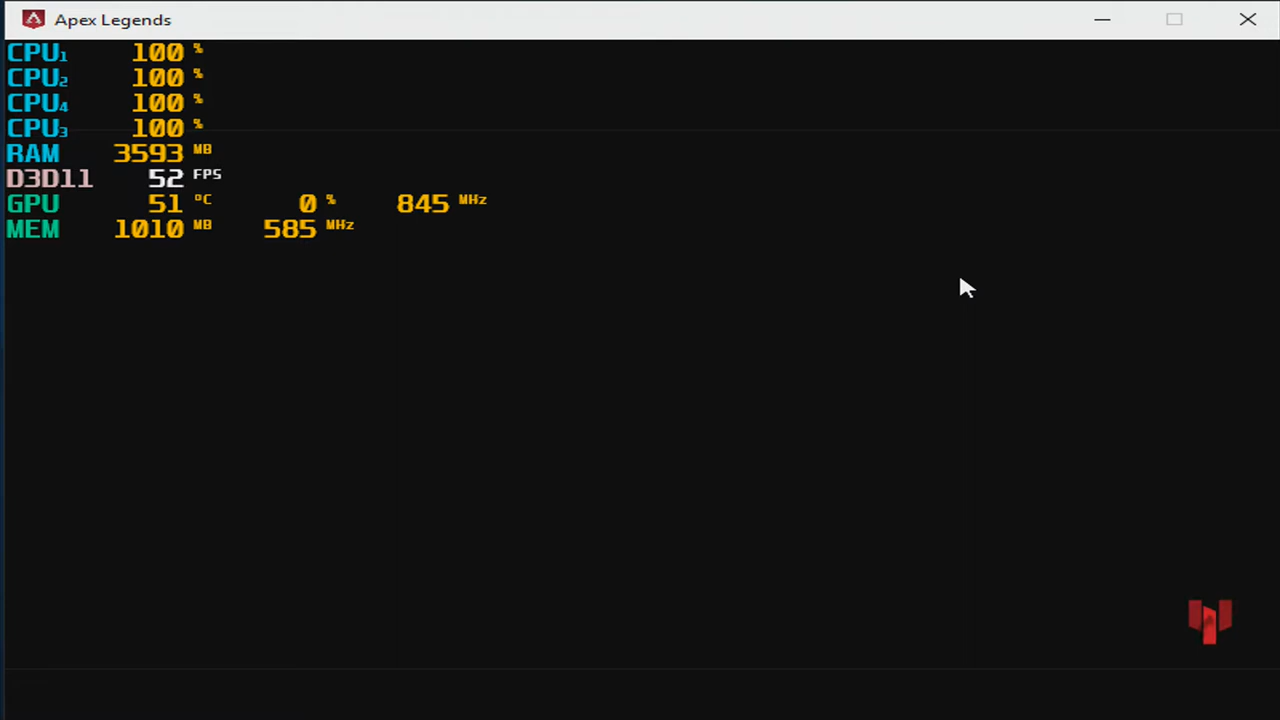 Apex Legends
CPU₁ 100 %
CPU₂ 100 %
CPU₄ 100 %
CPU₃ 100 %
RAM 3593 MB
D3D11 52 FPS
GPU 51 °C 0 % 845 MHz
MEM 1010 MB 585 MHz